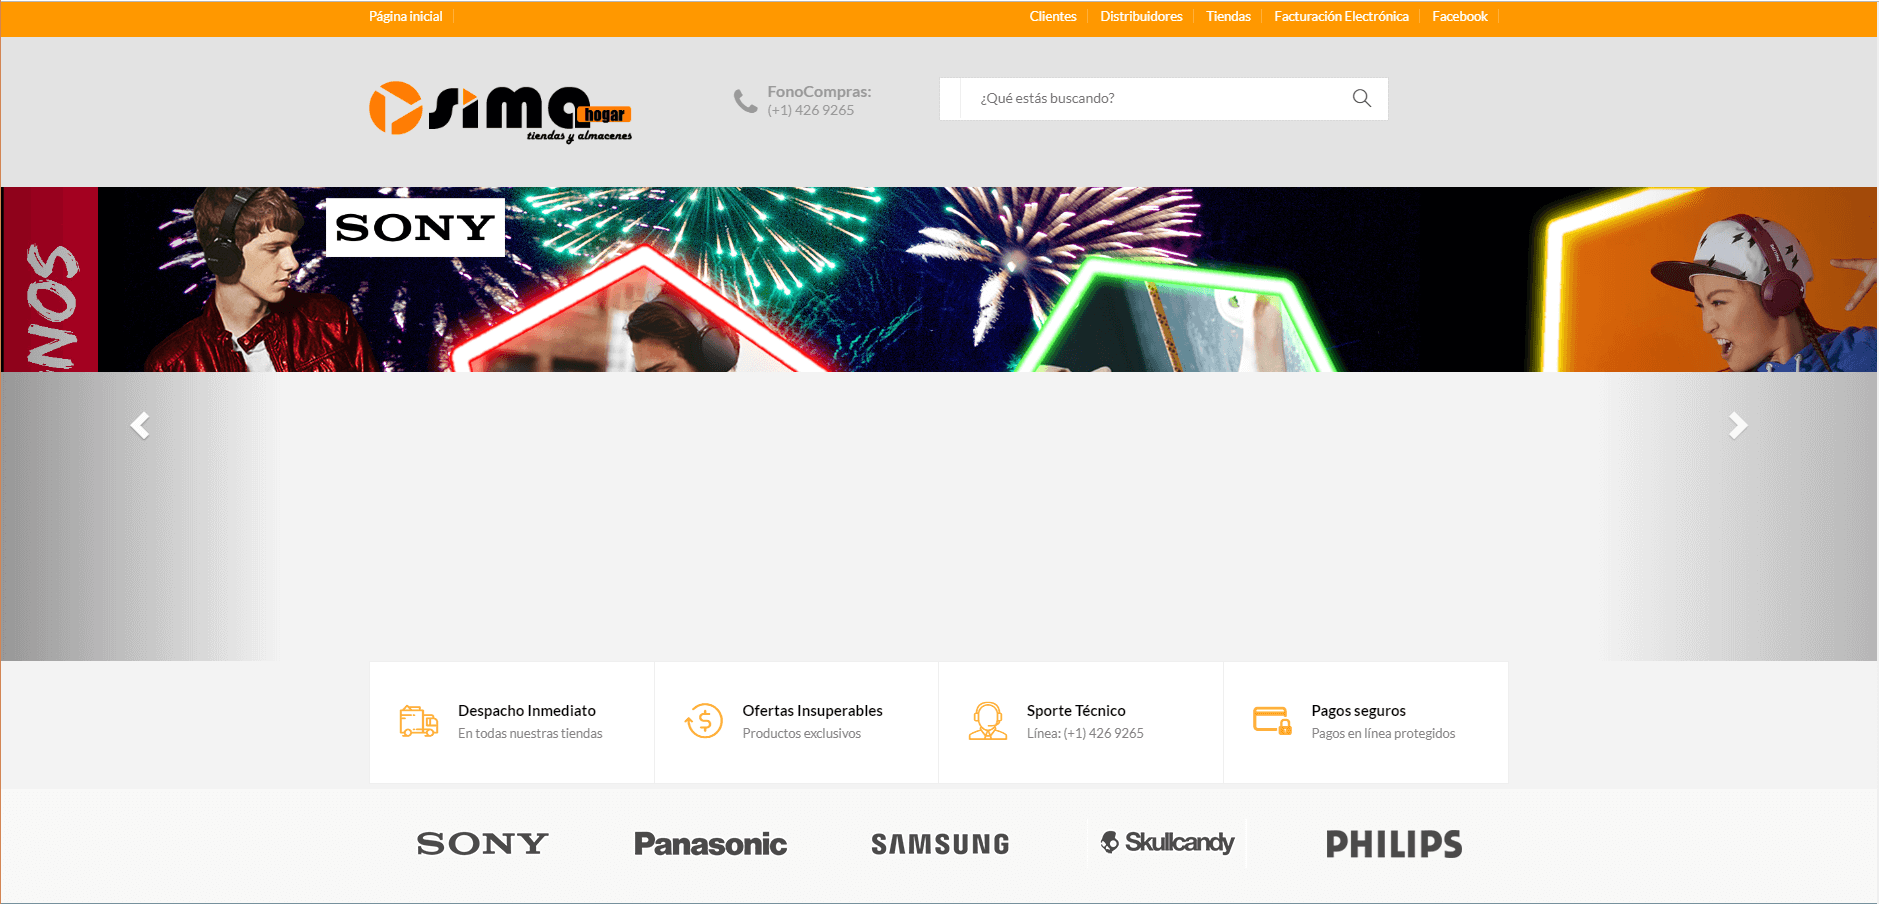 Página inicial
Clientes Distribuidores Tiendas Facturación Electrónica Facebook
sima hogar
tiendas y almacenes
FonoCompras:
(+1) 426 9265
¿Qué estás buscando?
SONY
NOS
Despacho Inmediato
En todas nuestras tiendas
Ofertas Insuperables
Productos exclusivos
Sporte Técnico
Línea: (+1) 426 9265
Pagos seguros
Pagos en línea protegidos
SONY Panasonic SAMSUNG Skullcandy PHILIPS